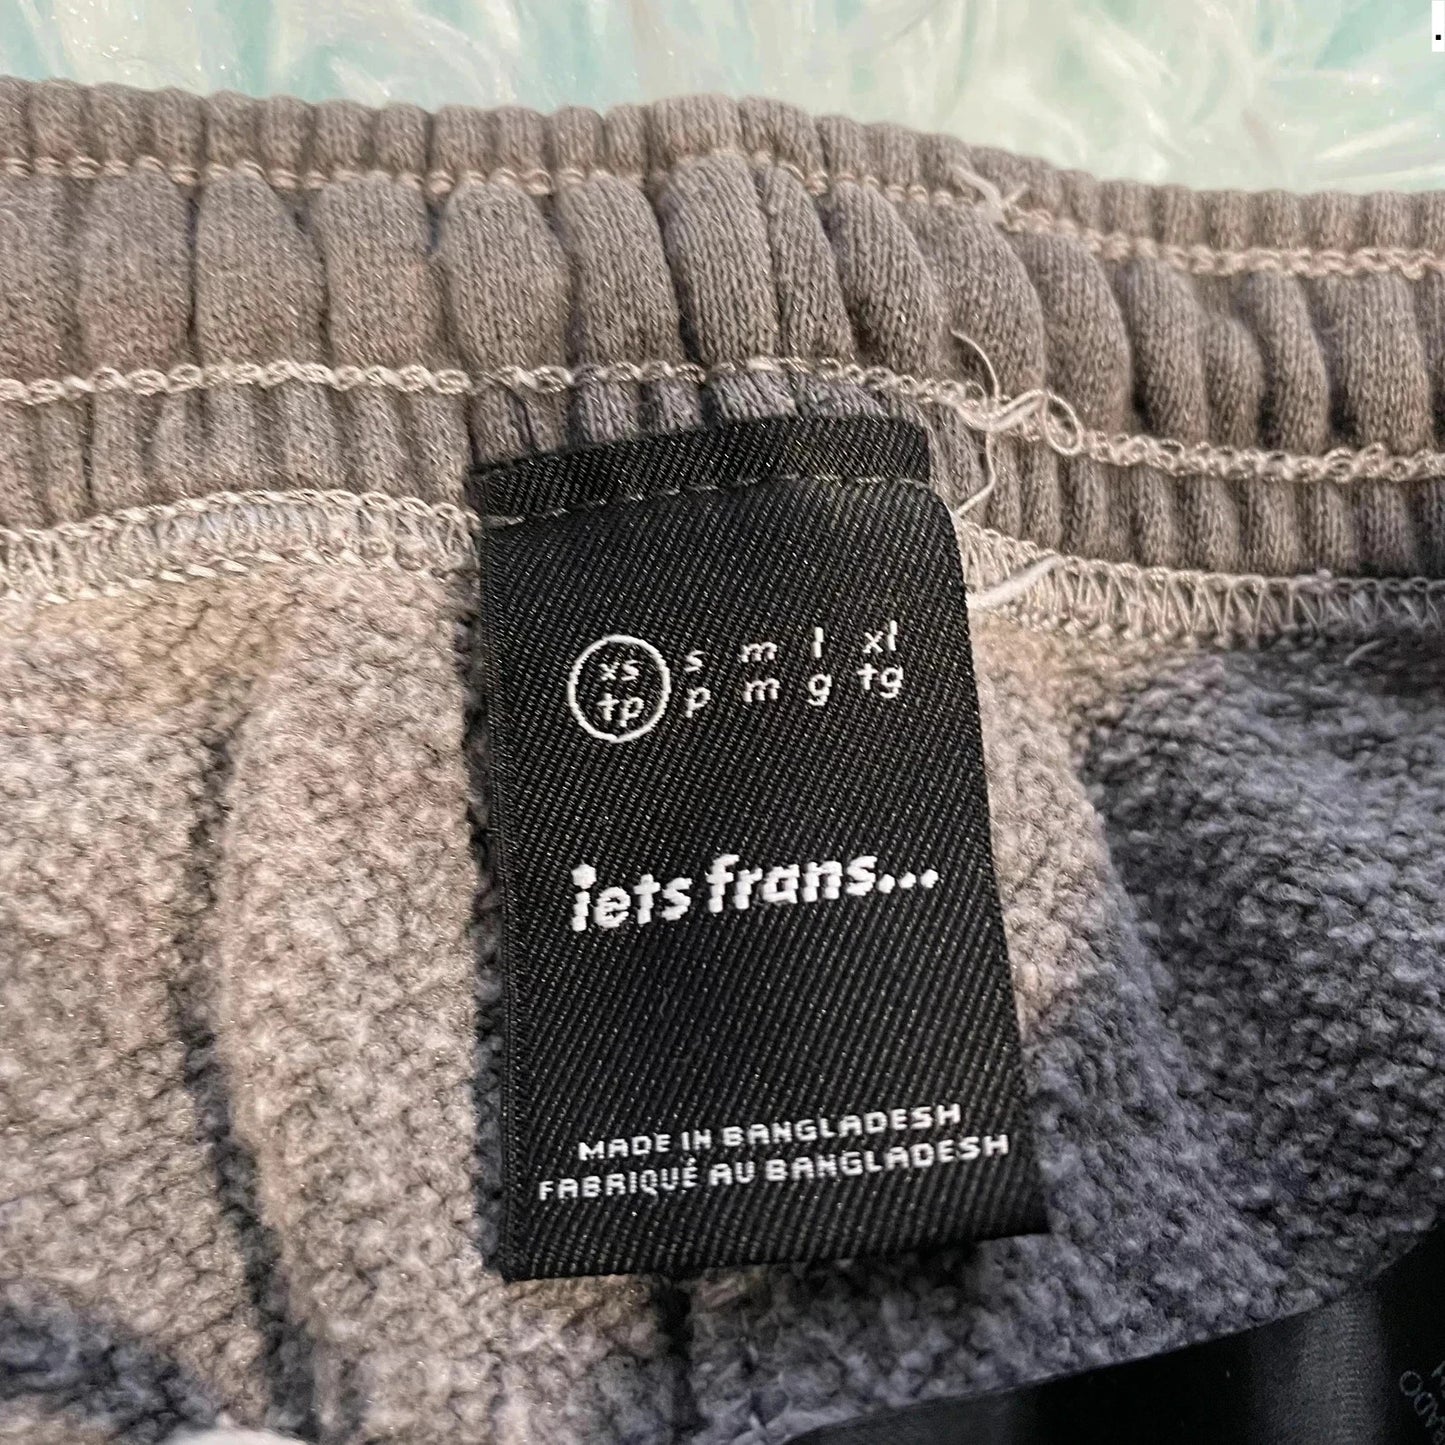 xs s m l xl
tp p m g tg
iets frans...
MADE IN BANGLADESH
FABRIQUÉ AU BANGLADESH